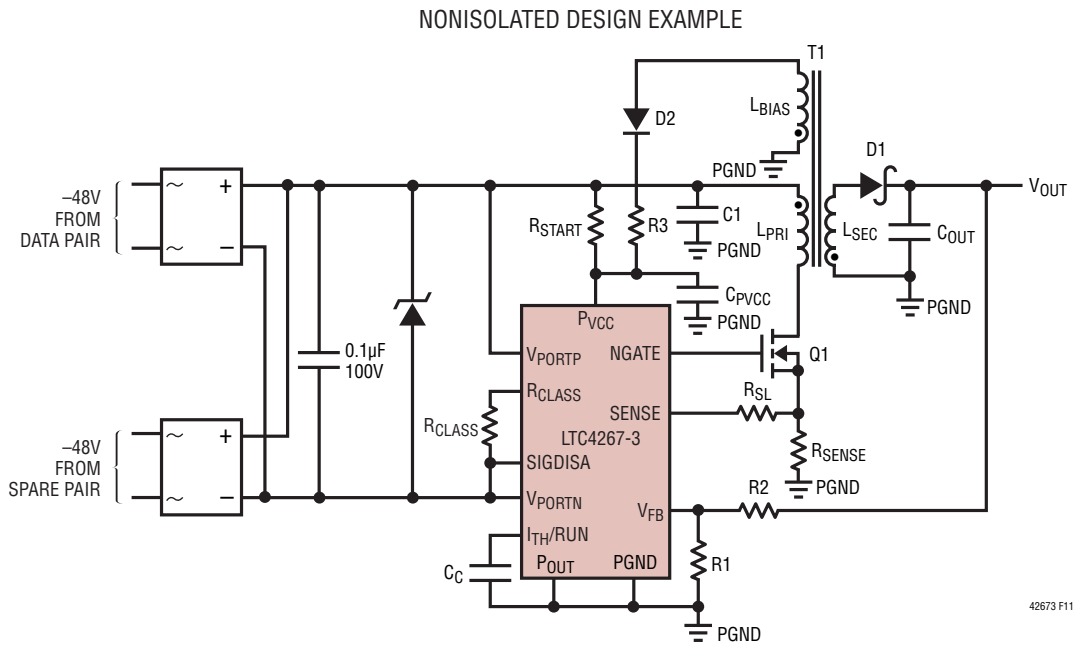 NONISOLATED DESIGN EXAMPLE
T1
LBIAS
D2
PGND
D1
–48V
FROM
DATA PAIR
~
+
~
–
RSTART
R3
C1
PGND
LPRI
LSEC
COUT
VOUT
PGND
CPVCC
PGND
PVCC
VPORTP
NGATE
Q1
0.1µF
100V
RCLASS
RCLASS
SENSE
RSL
LTC4267-3
RSENSE
PGND
–48V
FROM
SPARE PAIR
~
+
~
–
SIGDISA
VPORTN
VFB
R2
ITH/RUN
CC
POUT
PGND
R1
PGND
42673 F11